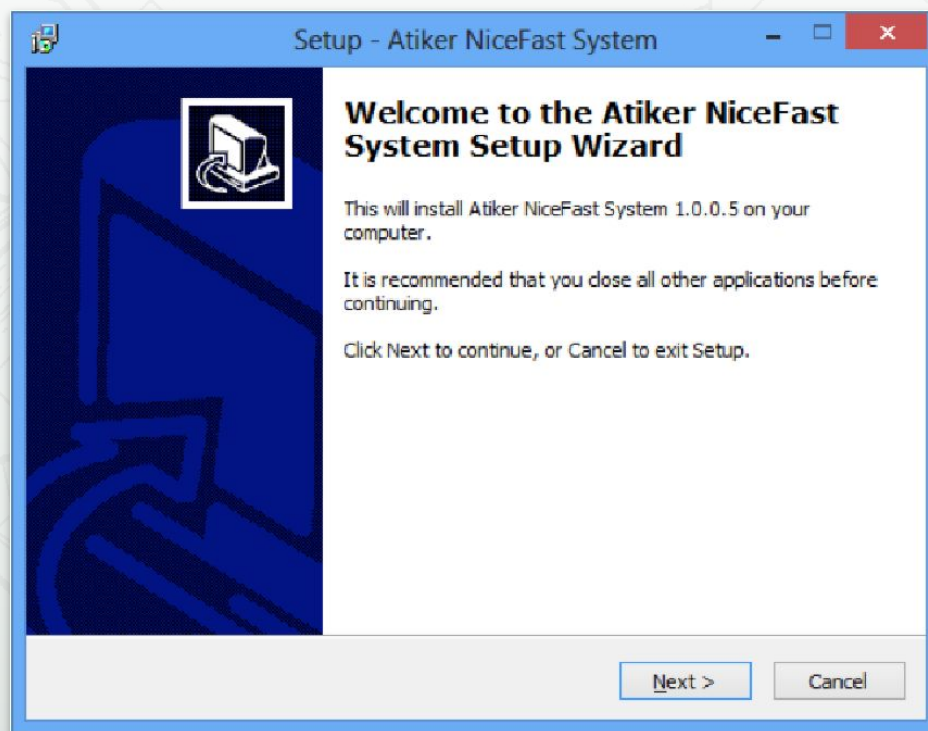 Setup - Atiker NiceFast System
Welcome to the Atiker NiceFast
System Setup Wizard
This will install Atiker NiceFast System 1.0.0.5 on your
computer.
It is recommended that you close all other applications before
continuing.
Click Next to continue, or Cancel to exit Setup.
Next >
Cancel